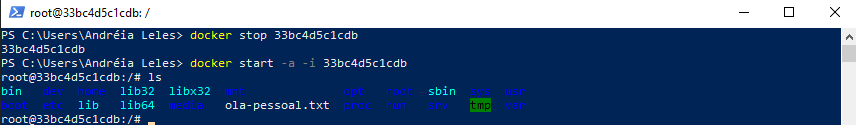 root@33bc4d5c1cdb: /
PS C:\Users\Andréia Leles> docker stop 33bc4d5c1cdb
33bc4d5c1cdb
PS C:\Users\Andréia Leles> docker start -a -i 33bc4d5c1cdb
root@33bc4d5c1cdb:/# ls
bin dev home lib32 libx32 mnt opt root sbin sys usr
boot etc lib lib64 media ola-pessoal.txt proc run srv tmp var
root@33bc4d5c1cdb:/#